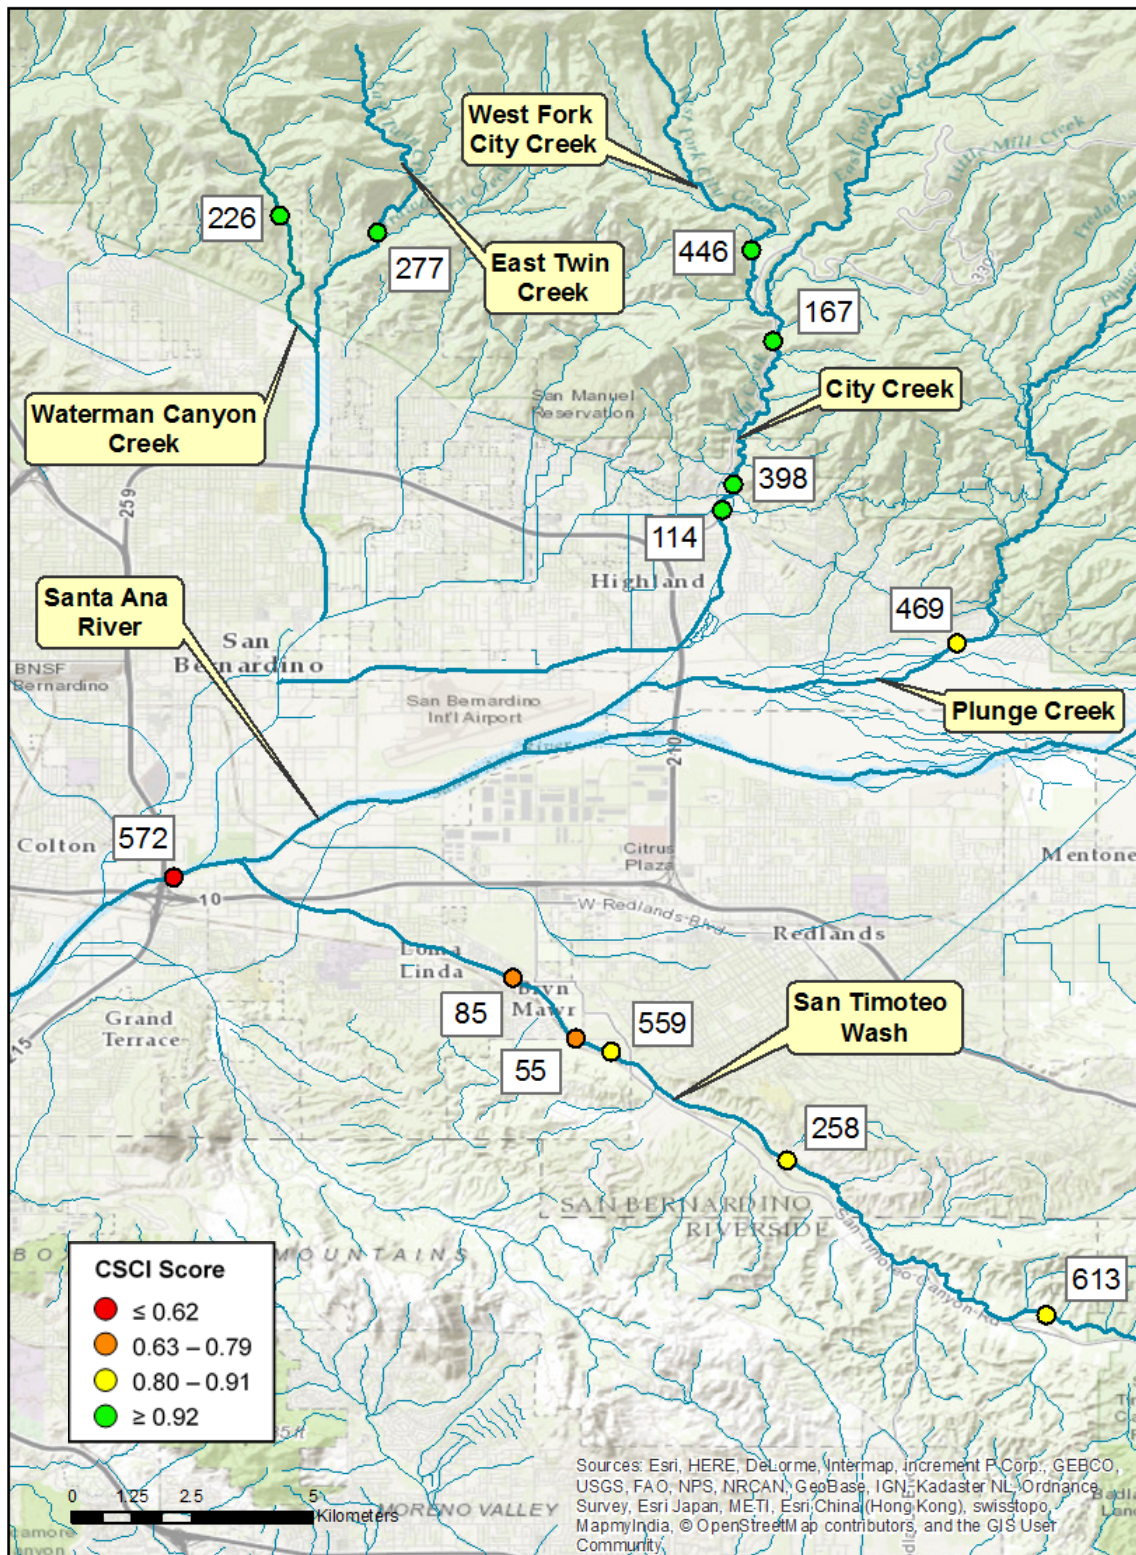 West Fork
City Creek
226
277
446
East Twin
Creek
167
San Manuel
Reservation
City Creek
Waterman Canyon
Creek
259
398
114
Highland
Santa Ana
River
469
San
Bernardino
BNSF
Bernardino
San Bernardino
Int'l Airport
Plunge Creek
210
572
Colton
Citrus
Plaza
Mentone
10
W Redlands Blvd
Redlands
Loma
Linda
85
Bryn
Mawr
San Timoteo
Wash
559
Grand
Terrace
215
55
258
SAN BERNARDINO
RIVERSIDE
San Timoteo Canyon Rd
613
MOUNTAINS
CSCI Score
≤ 0.62
0.63 – 0.79
0.80 – 0.91
≥ 0.92
0 1.25 2.5 5
Kilometers
MORENO VALLEY
Sources: Esri, HERE, DeLorme, Intermap, increment P Corp., GEBCO,
USGS, FAO, NPS, NRCAN, GeoBase, IGN, Kadaster NL, Ordnance
Survey, Esri Japan, METI, Esri China (Hong Kong), swisstopo,
MapmyIndia, © OpenStreetMap contributors, and the GIS User
Community